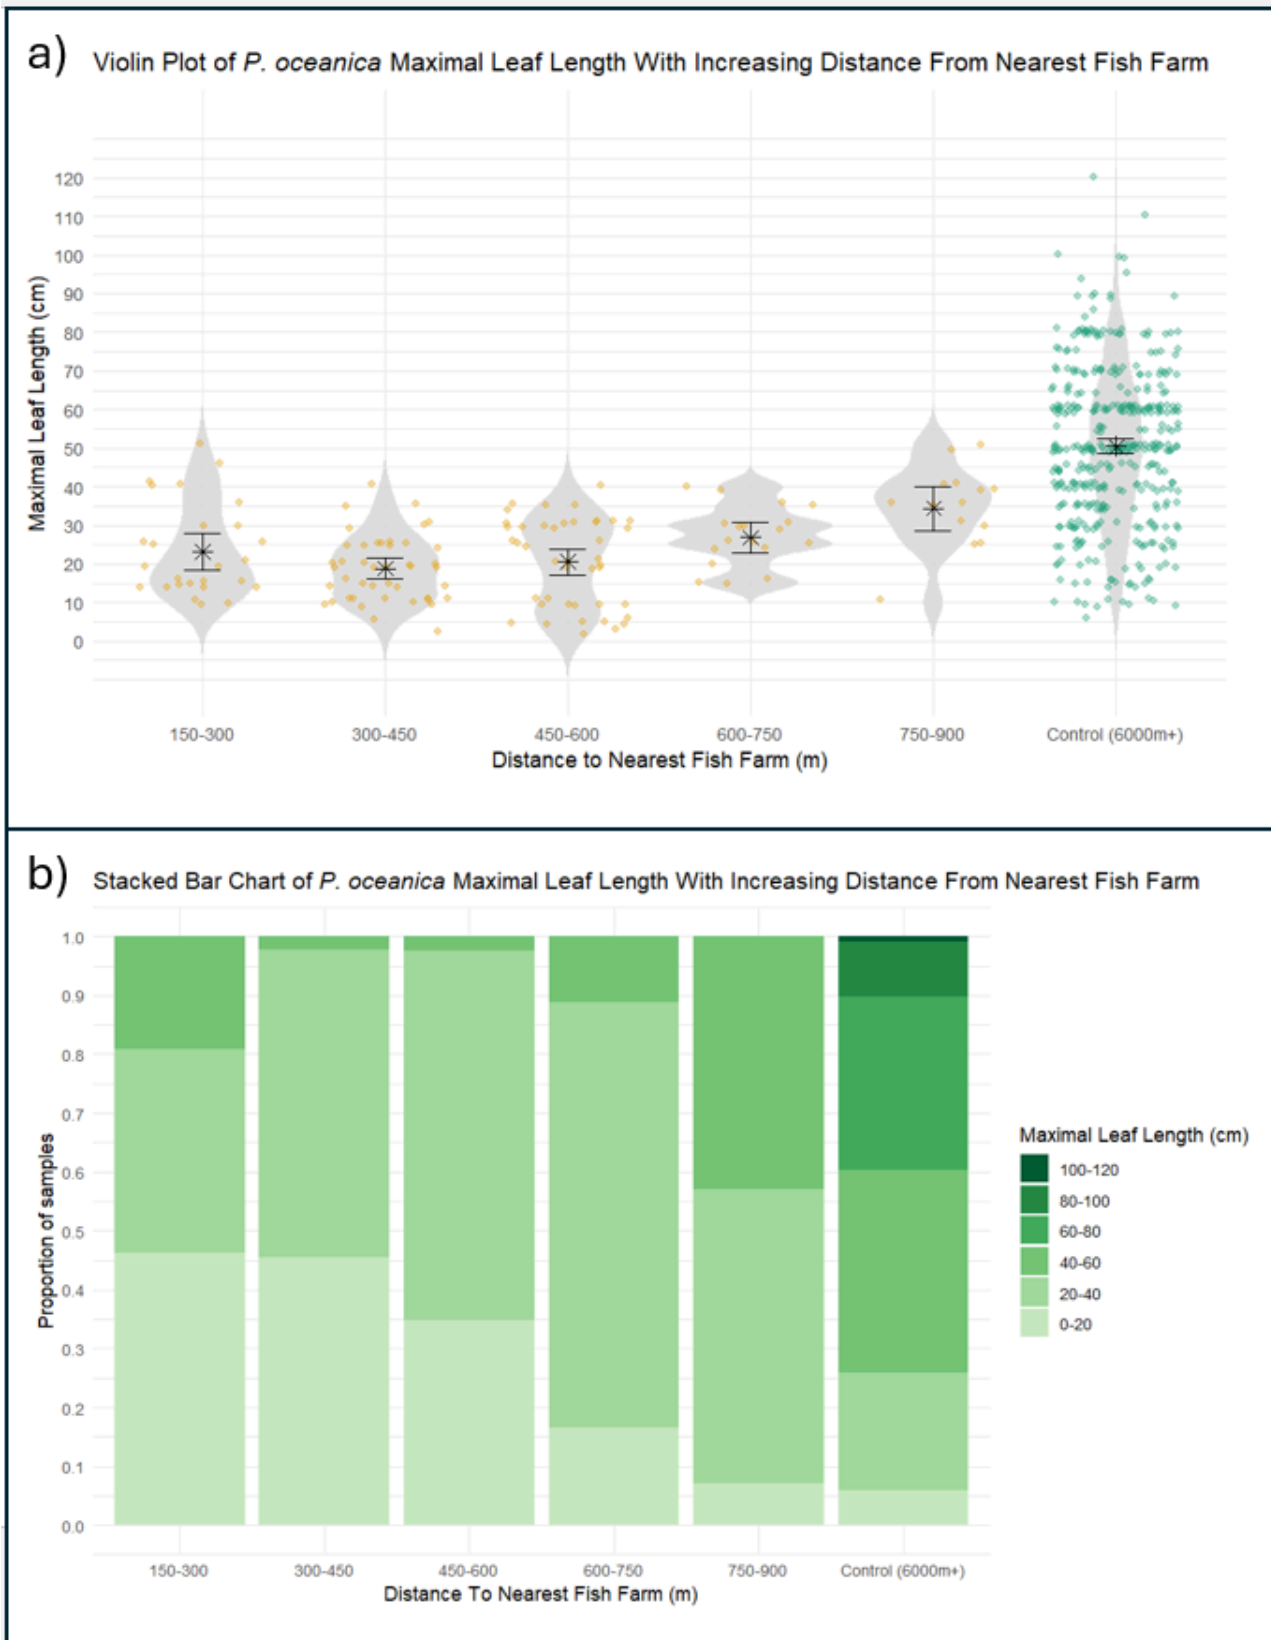 a)
Violin Plot of P. oceanica Maximal Leaf Length With Increasing Distance From Nearest Fish Farm
Maximal Leaf Length (cm)
120
110
100
90
80
70
60
50
40
30
20
10
0
150-300 300-450 450-600 600-750 750-900 Control (6000m+)
Distance to Nearest Fish Farm (m)
b)
Stacked Bar Chart of P. oceanica Maximal Leaf Length With Increasing Distance From Nearest Fish Farm
Proportion of samples
1.0
0.9
0.8
0.7
0.6
0.5
0.4
0.3
0.2
0.1
0.0
150-300 300-450 450-600 600-750 750-900 Control (6000m+)
Distance To Nearest Fish Farm (m)
Maximal Leaf Length (cm)
100-120
80-100
60-80
40-60
20-40
0-20